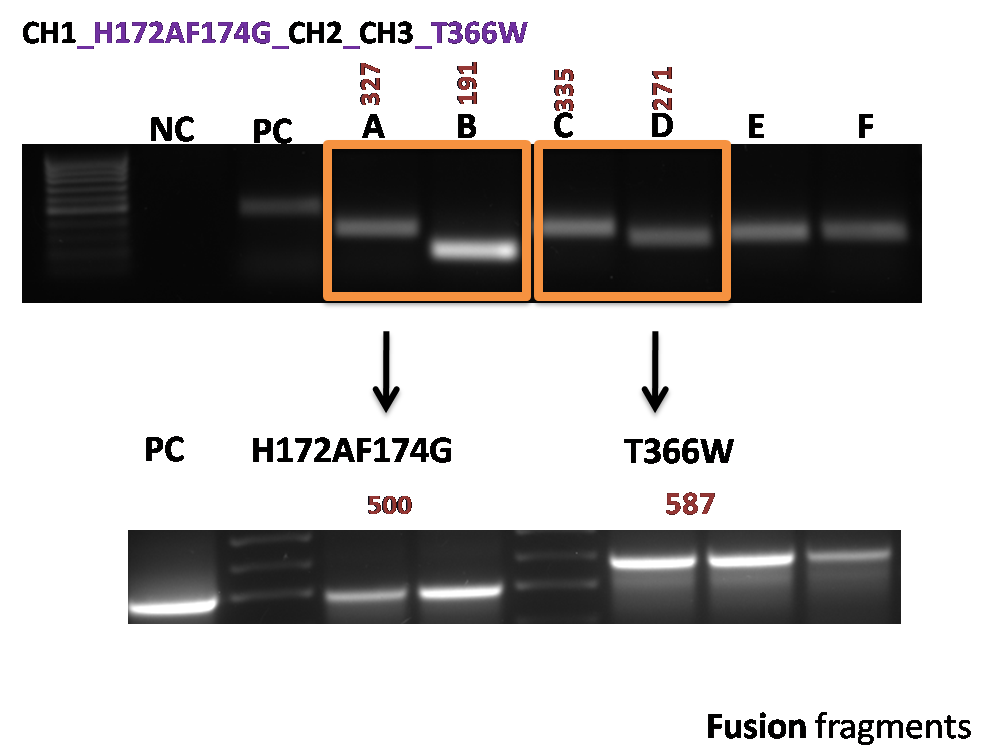 CH1_H172AF174G_CH2_CH3_T366W
327 191 335 271
NC PC A B C D E F
PC H172AF174G T366W
500 587
Fusion fragments